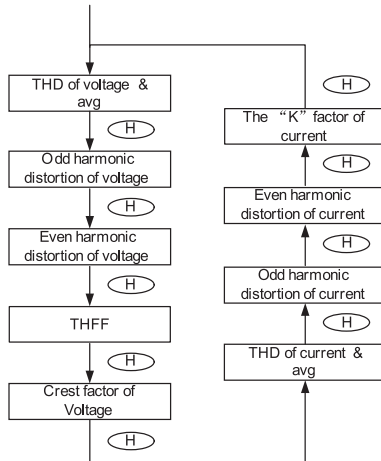 THD of voltage &
avg
H
Odd harmonic
distortion of voltage
H
Even harmonic
distortion of voltage
H
THFF
H
Crest factor of
Voltage
H
H
The “K” factor of
current
H
Even harmonic
distortion of current
H
Odd harmonic
distortion of current
H
THD of current &
avg